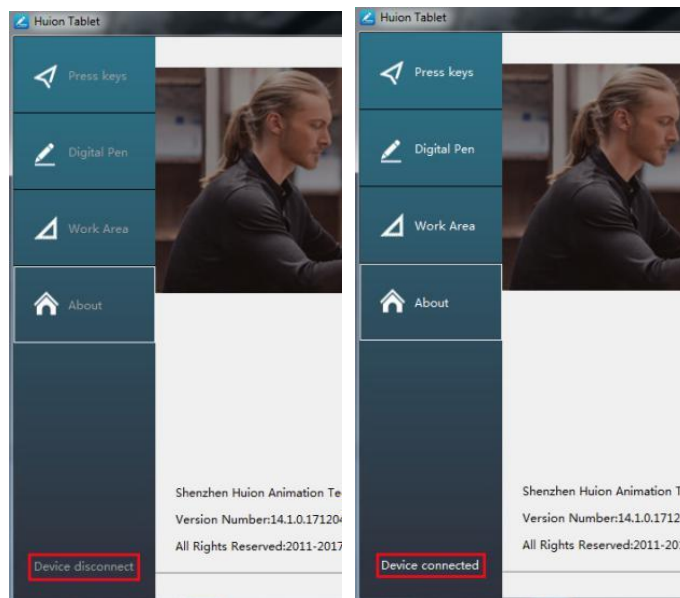 Huion Tablet
Press keys
Digital Pen
Work Area
About
Shenzhen Huion Animation Te
Version Number:14.1.0.171204
All Rights Reserved:2011-2017
Device disconnect
Huion Tablet
Press keys
Digital Pen
Work Area
About
Shenzhen Huion Animation T
Version Number:14.1.0.1712
All Rights Reserved:2011-20
Device connected